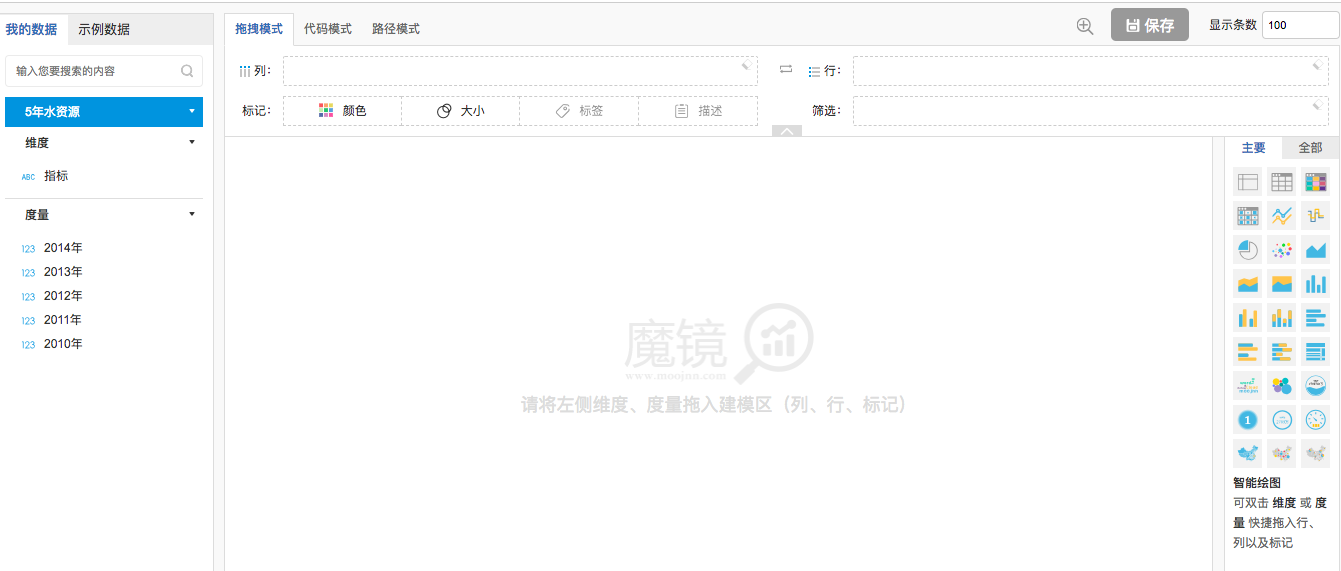 我的数据
示例数据
输入您要搜索的内容
5年水资源
维度
ABC 指标
度量
123 2014年
123 2013年
123 2012年
123 2011年
123 2010年
拖拽模式
代码模式
路径模式
保存
显示条数 100
列：
行：
标记：
颜色
大小
标签
描述
筛选：
魔镜
www.moojnn.com
请将左侧维度、度量拖入建模区（列、行、标记）
主要
全部
1
智能绘图
可双击 维度 或 度
量 快捷拖入行、
列以及标记